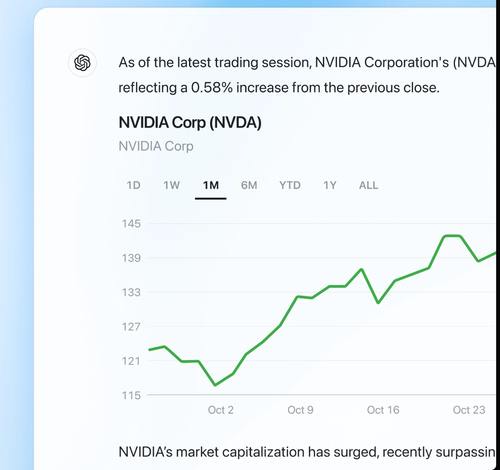 As of the latest trading session, NVIDIA Corporation's (NVDA
reflecting a 0.58% increase from the previous close.
NVIDIA Corp (NVDA)
NVIDIA Corp
1D 1W 1M 6M YTD 1Y ALL
145
139
133
127
121
115
Oct 2 Oct 9 Oct 16 Oct 23
NVIDIA's market capitalization has surged, recently surpassin